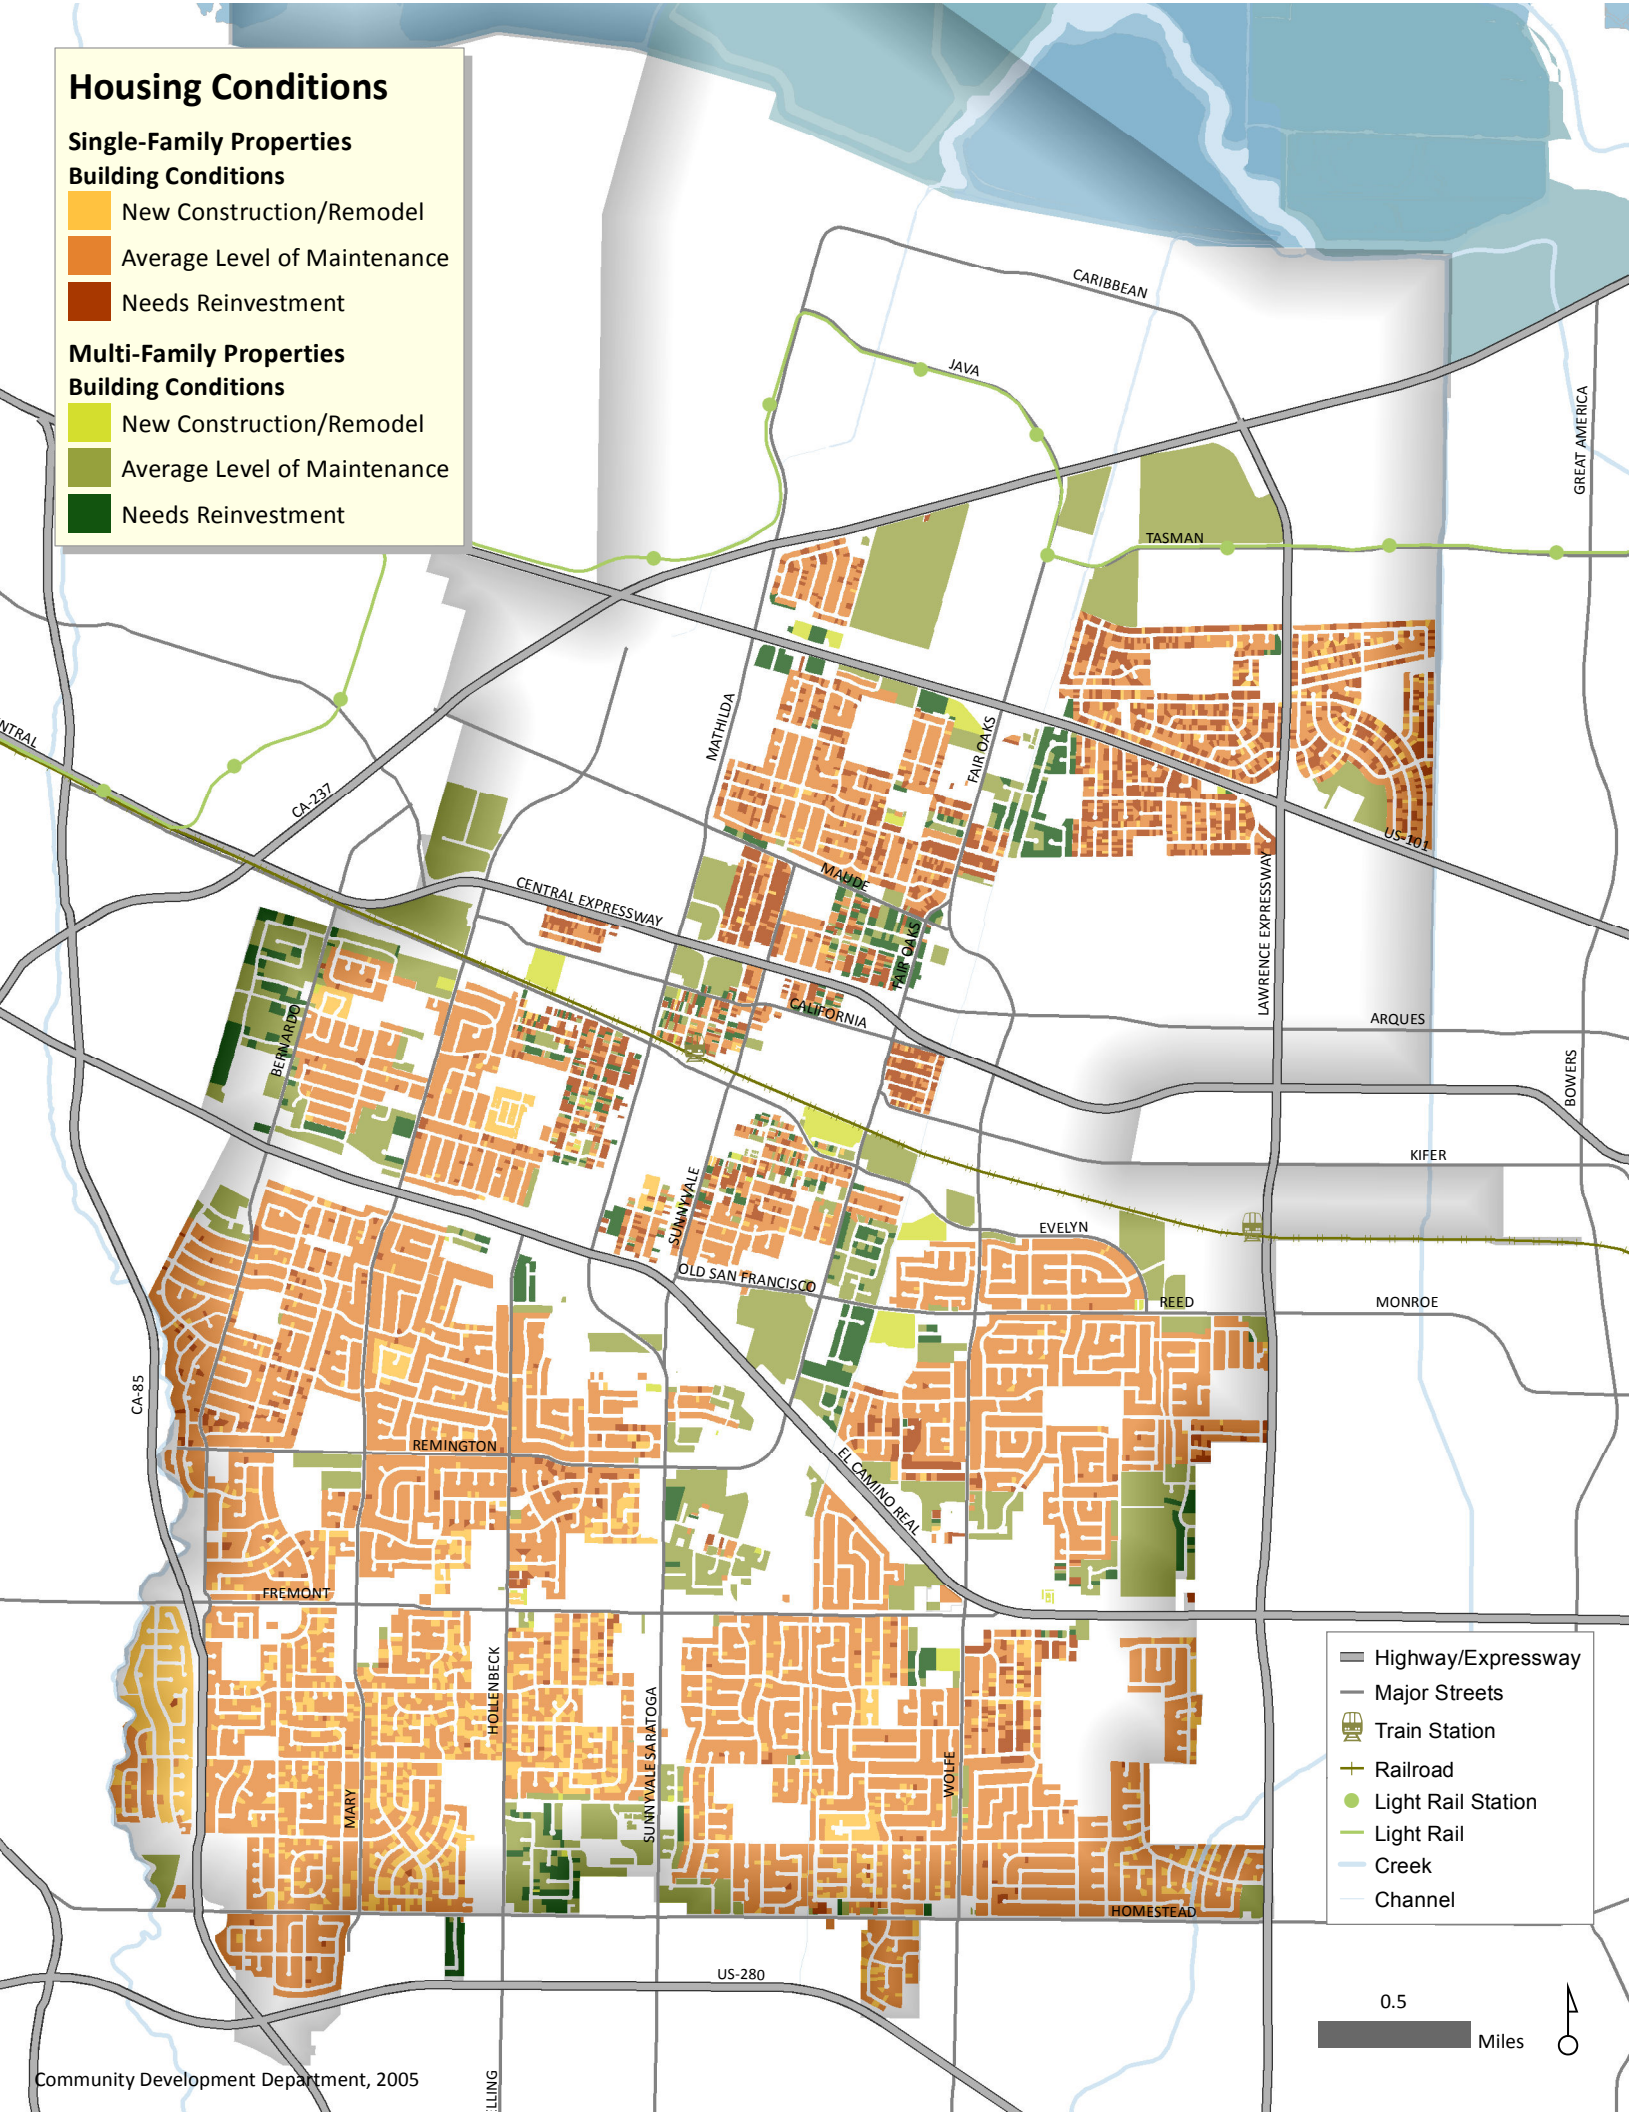 Housing Conditions
Single-Family Properties
Building Conditions
New Construction/Remodel
Average Level of Maintenance
Needs Reinvestment
Multi-Family Properties
Building Conditions
New Construction/Remodel
Average Level of Maintenance
Needs Reinvestment
CARIBBEAN
JAVA
GREAT AMERICA
TASMAN
MATHILDA
FAIR OAKS
NTRAL
CA-237
US-101
MAUDE
CENTRAL EXPRESSWAY
FAIR OAKS
LAWRENCE EXPRESSWAY
CALIFORNIA
ARQUES
BERNARDO
BOWERS
KIFER
SUNNYVALE
EVELYN
OLD SAN FRANCISCO
REED
MONROE
CA-85
REMINGTON
EL CAMINO REAL
FREMONT
HOLLENBECK
SUNNYVALE SARATOGA
WOLFE
MARY
HOMESTEAD
US-280
ELLING
Highway/Expressway
Major Streets
Train Station
Railroad
Light Rail Station
Light Rail
Creek
Channel
0.5
Miles
Community Development Department, 2005